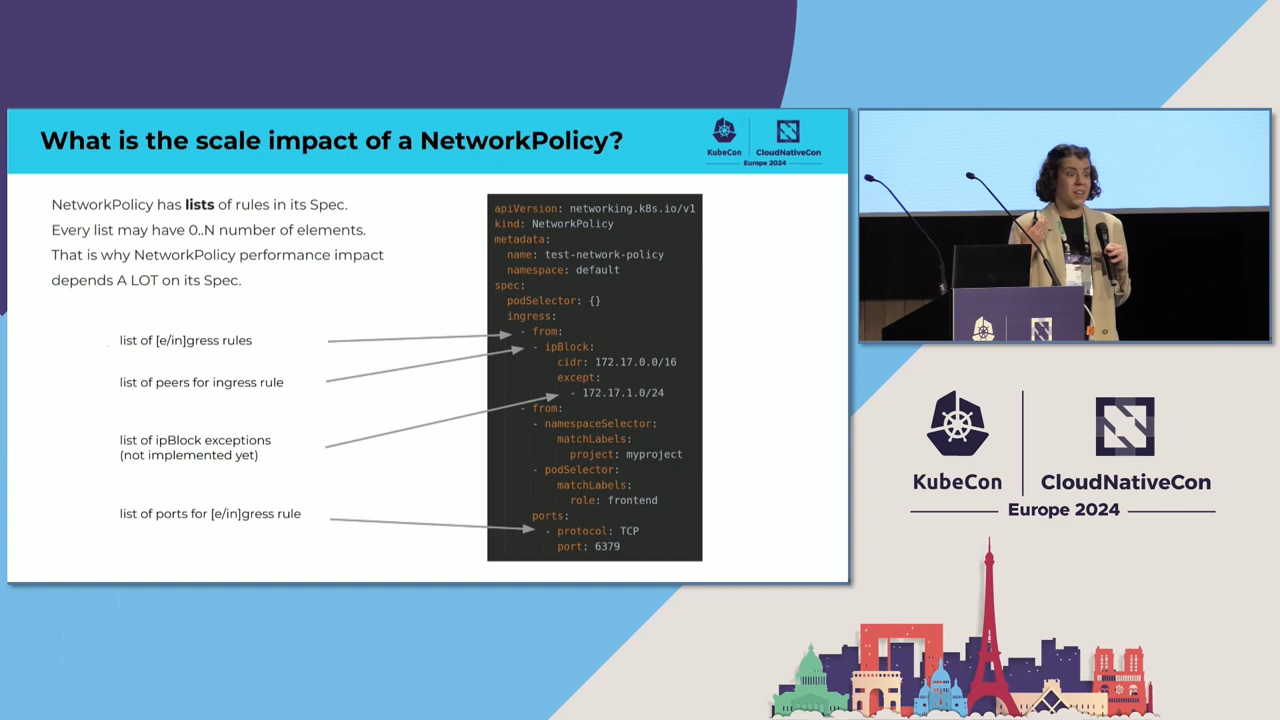 What is the scale impact of a NetworkPolicy?
KubeCon
CloudNativeCon
Europe 2024
NetworkPolicy has lists of rules in its Spec.
Every list may have 0..N number of elements.
That is why NetworkPolicy performance impact
depends A LOT on its Spec.
list of [e/in]gress rules
list of peers for ingress rule
list of ipBlock exceptions
(not implemented yet)
list of ports for [e/in]gress rule
apiVersion: networking.k8s.io/v1
kind: NetworkPolicy
metadata:
  name: test-network-policy
  namespace: default
spec:
  podSelector: {}
  ingress:
    - from:
      - ipBlock:
          cidr: 172.17.0.0/16
          except:
            - 172.17.1.0/24
    - from:
      - namespaceSelector:
          matchLabels:
            project: myproject
      - podSelector:
          matchLabels:
            role: frontend
      ports:
        - protocol: TCP
          port: 6379
KubeCon
CloudNativeCon
Europe 2024